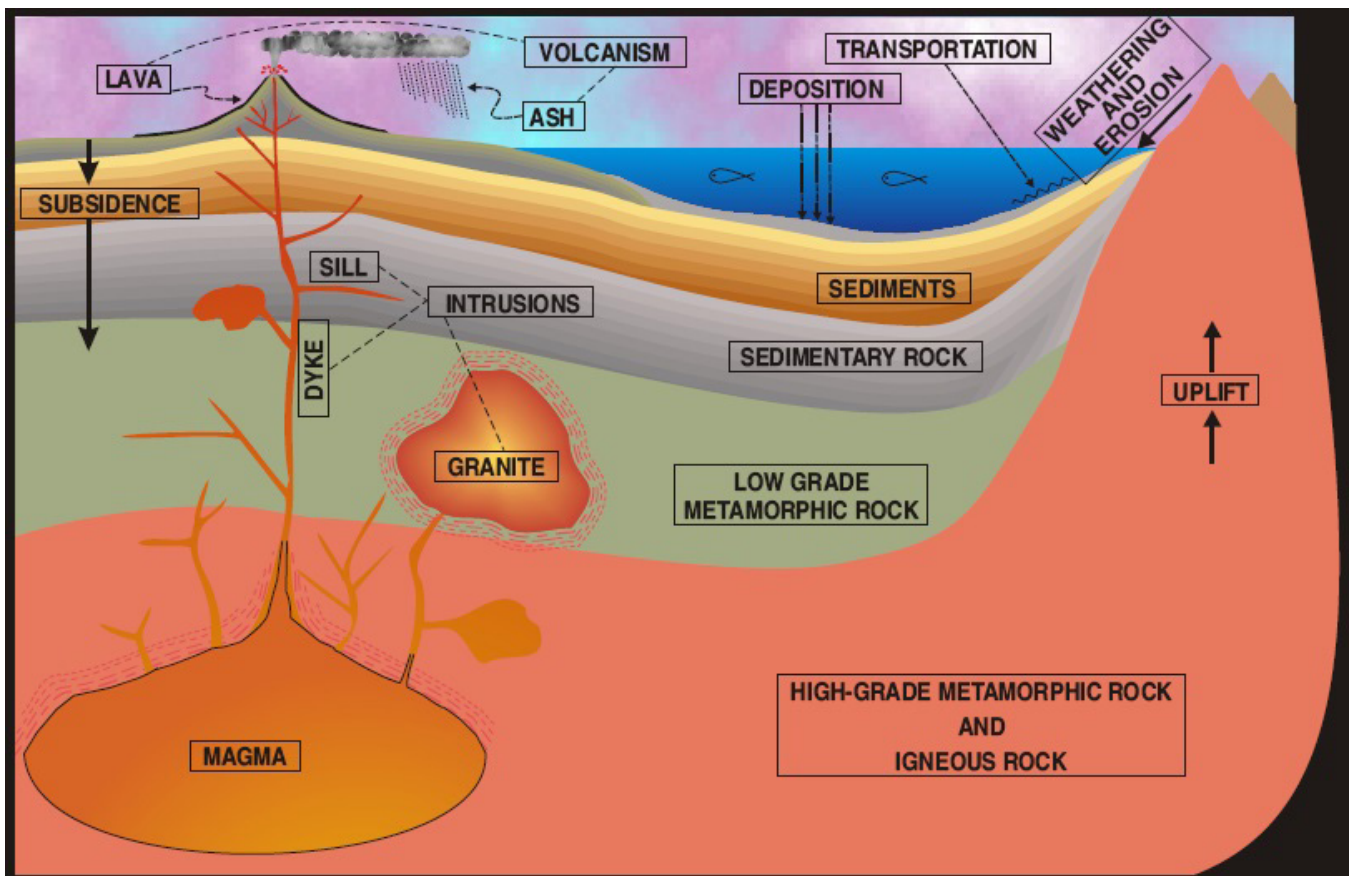 VOLCANISM
TRANSPORTATION
LAVA
DEPOSITION
ASH
WEATHERING
AND
EROSION
SUBSIDENCE
SILL
INTRUSIONS
SEDIMENTS
DYKE
SEDIMENTARY ROCK
UPLIFT
GRANITE
LOW GRADE
METAMORPHIC ROCK
HIGH-GRADE METAMORPHIC ROCK
AND
IGNEOUS ROCK
MAGMA